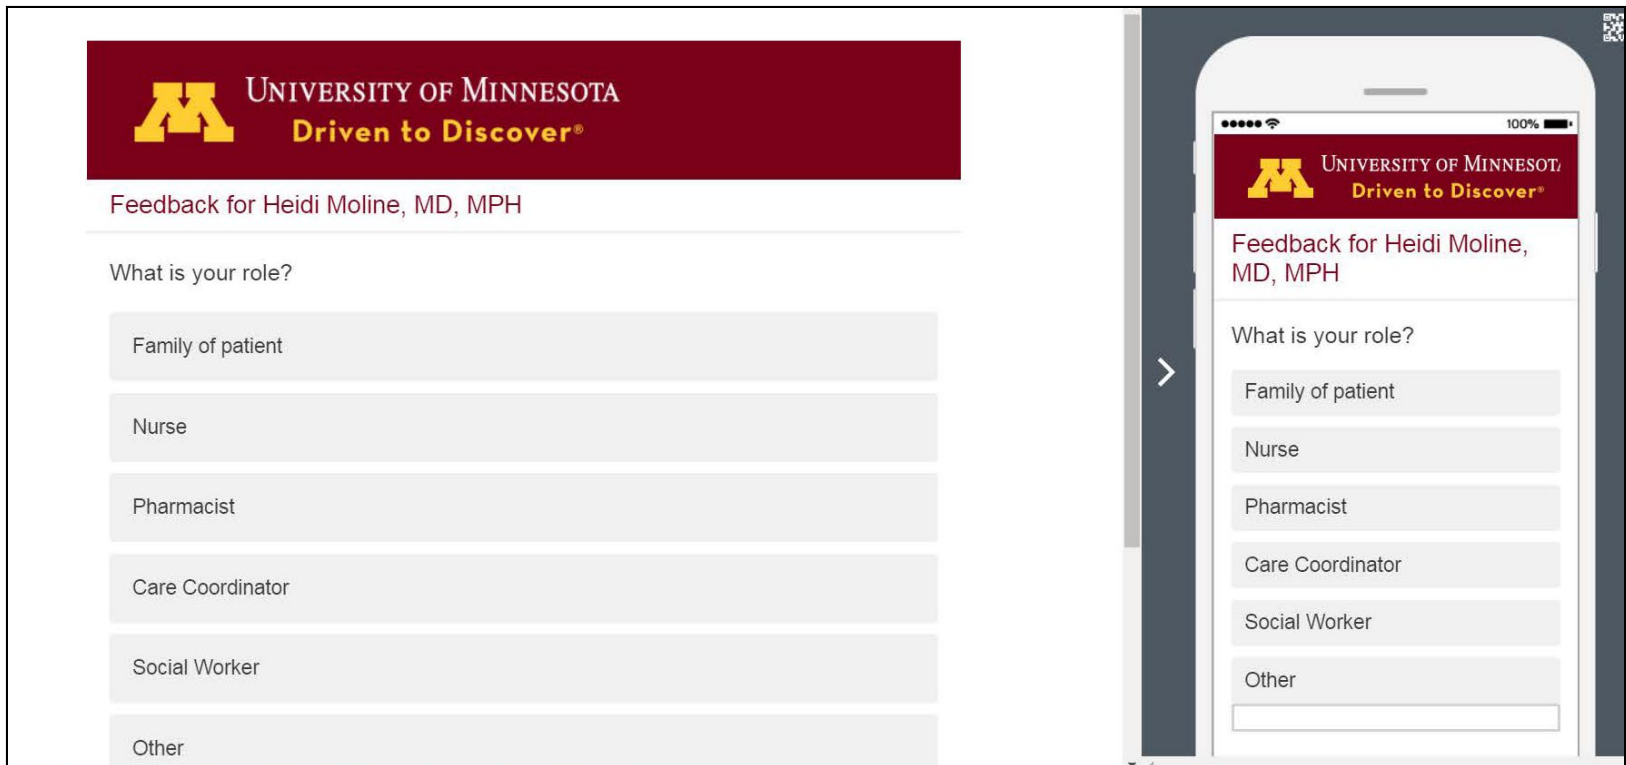 UNIVERSITY OF MINNESOTA
Driven to Discover®
Feedback for Heidi Moline, MD, MPH
What is your role?
Family of patient
Nurse
Pharmacist
Care Coordinator
Social Worker
Other
100%
UNIVERSITY OF MINNESOT
Driven to Discover®
Feedback for Heidi Moline,
MD, MPH
What is your role?
Family of patient
Nurse
Pharmacist
Care Coordinator
Social Worker
Other